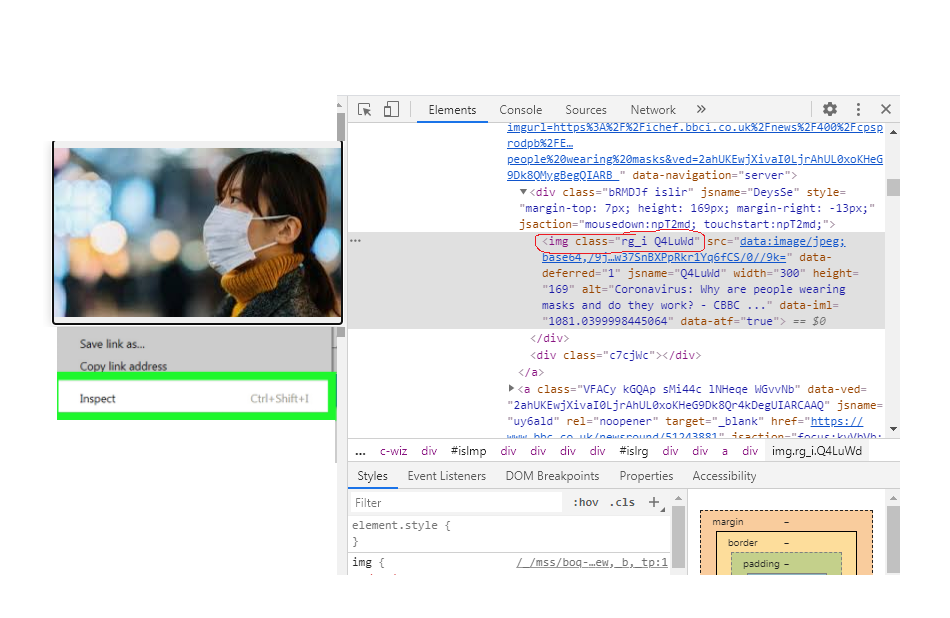 Save link as...
Copy link address
Inspect Ctrl+Shift+I
Elements Console Sources Network »
imgurl=https%3A%2F%2Fichef.bbci.co.uk%2Fnews%2F400%2Fcpsp
rodpb%2FE…
people%20wearing%20masks&ved=2ahUKEwjXivaI0LjrAhUL0xoKHeG
9Dk8QMygBegQIARB " data-navigation="server">
▼<div class="bRMDJf islir" jsname="DeysSe" style=
"margin-top: 7px; height: 169px; margin-right: -13px;"
jsaction="mousedown:npT2md; touchstart:npT2md;">
<img class="rg_i Q4LuWd" src="data:image/jpeg;
base64,/9j…w37SnBXPpRkr1Yq6fCS/0//9k=" data-
deferred="1" jsname="Q4LuWd" width="300" height=
"169" alt="Coronavirus: Why are people wearing
masks and do they work? - CBBC ..." data-iml=
"1081.0399998445064" data-atf="true"> == $0
</div>
<div class="c7cjWc"></div>
</a>
▶<a class="VFACy kGQAp sMi44c lNHeqe WGvvNb" data-ved=
"2ahUKEwjXivaI0LjrAhUL0xoKHeG9Dk8Qr4kDegUIARCAAQ" jsname=
"uy6ald" rel="noopener" target="_blank" href="https://
www.bbc.co.uk/newsround/51243881" jsaction="focus:kvVbVb;
... c-wiz div #islmp div div div div #islrg div div a div img.rg_i.Q4LuWd
Styles Event Listeners DOM Breakpoints Properties Accessibility
Filter :hov .cls +
element.style {
}
img { /_/mss/boq-…ew,_b,_tp:1
margin –
border –
padding –